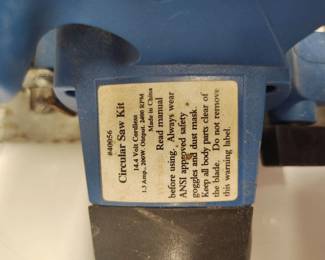 #40056
Circular Saw Kit
14.4 Volt Cordless
1.3 Amp., 200W. Output, 2400 RPM
Made in China
Read manual
before using. Always wear
ANSI approved safety
goggles and dust mask.
Keep all body parts clear of
the blade. Do not remove
this warning label.